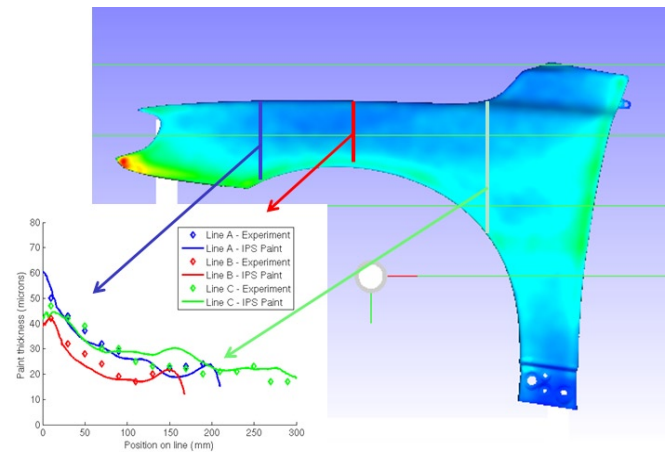 80
70
60
50
40
30
20
10
0
Paint thickness (microns)
Line A - Experiment
Line A - IPS Paint
Line B - Experiment
Line B - IPS Paint
Line C - Experiment
Line C - IPS Paint
0 50 100 150 200 250 300
Position on line (mm)